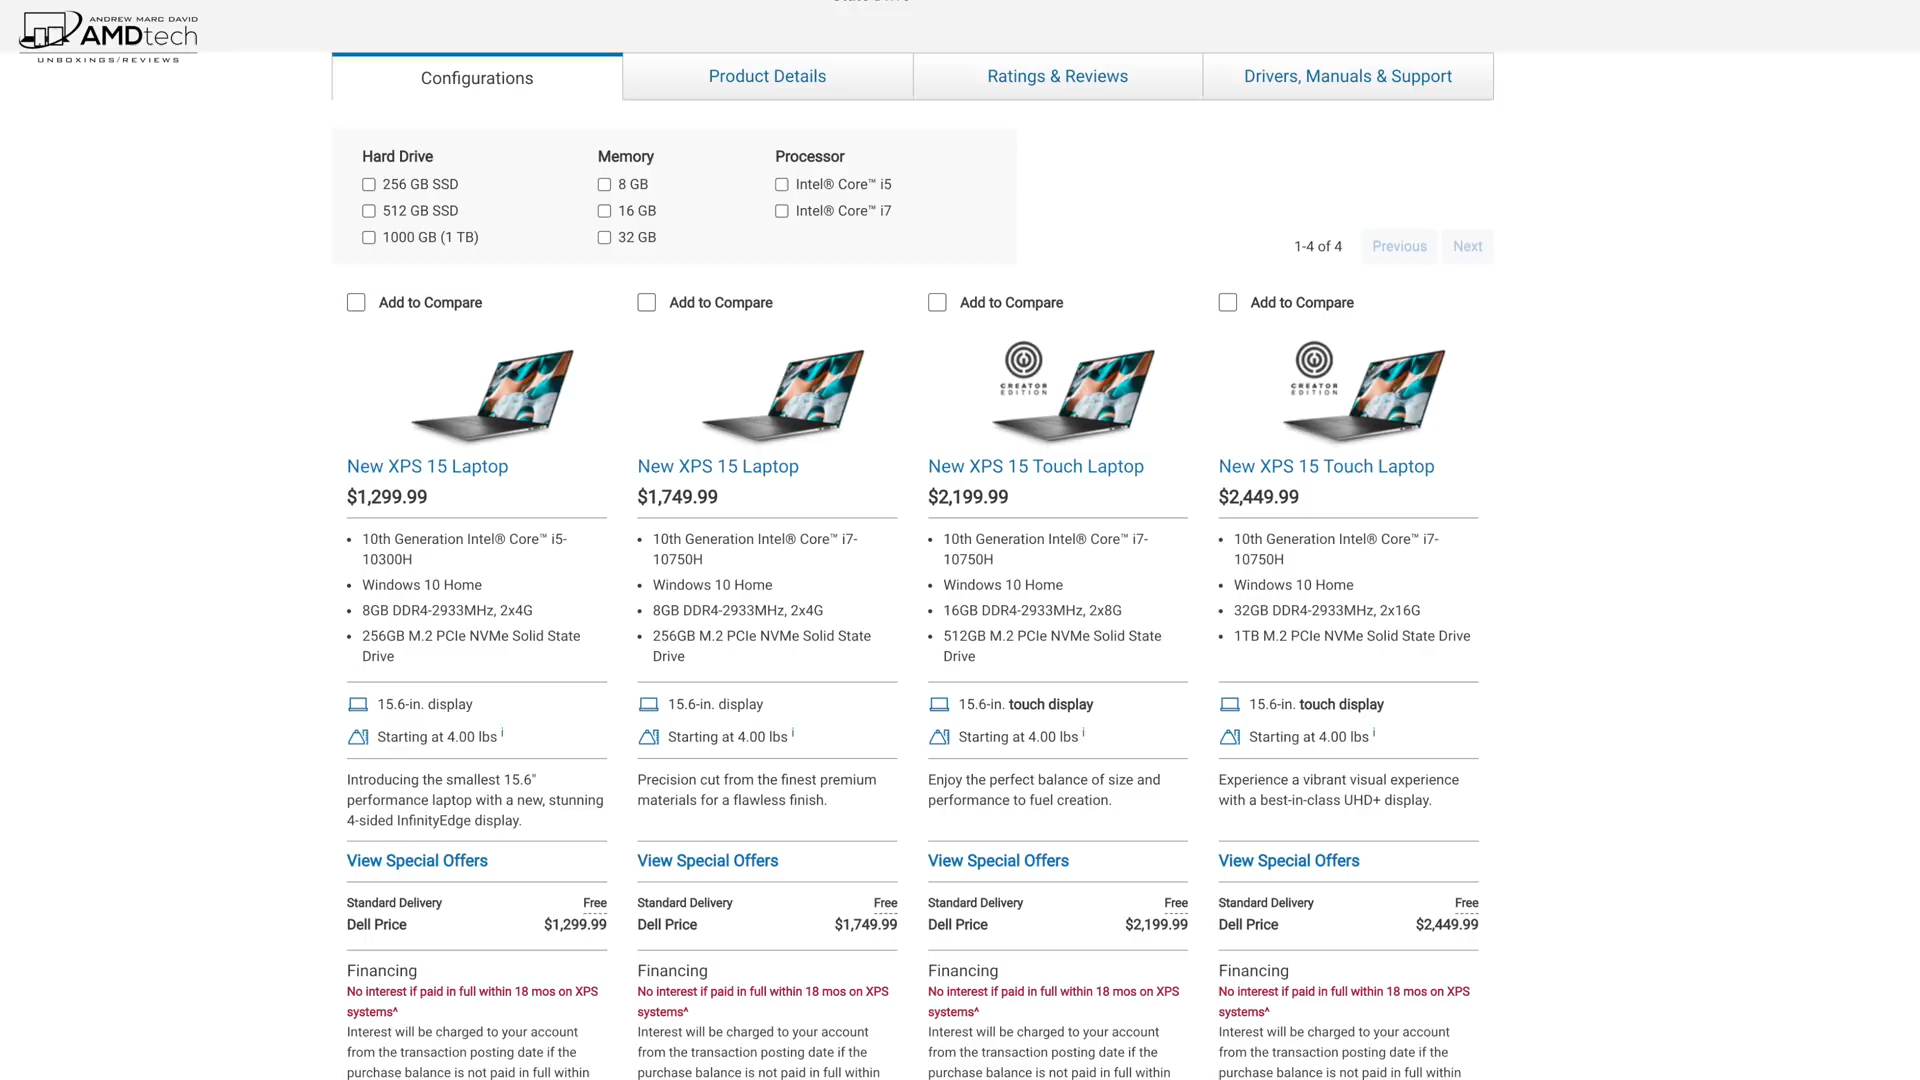 ANDREW MARC DAVID
AMDtech
UNBOXINGS/REVIEWS
Configurations
Product Details
Ratings & Reviews
Drivers, Manuals & Support
Hard Drive
256 GB SSD
512 GB SSD
1000 GB (1 TB)
Memory
8 GB
16 GB
32 GB
Processor
Intel® Core™ i5
Intel® Core™ i7
1-4 of 4
Previous
Next
Add to Compare
New XPS 15 Laptop
$1,299.99
10th Generation Intel® Core™ i5-
10300H
Windows 10 Home
8GB DDR4-2933MHz, 2x4G
256GB M.2 PCIe NVMe Solid State
Drive
15.6-in. display
Starting at 4.00 lbs i
Introducing the smallest 15.6"
performance laptop with a new, stunning
4-sided InfinityEdge display.
View Special Offers
Standard Delivery Free
Dell Price $1,299.99
Financing
No interest if paid in full within 18 mos on XPS
systems^
Interest will be charged to your account
from the transaction posting date if the
purchase balance is not paid in full within
Add to Compare
New XPS 15 Laptop
$1,749.99
10th Generation Intel® Core™ i7-
10750H
Windows 10 Home
8GB DDR4-2933MHz, 2x4G
256GB M.2 PCIe NVMe Solid State
Drive
15.6-in. display
Starting at 4.00 lbs i
Precision cut from the finest premium
materials for a flawless finish.
View Special Offers
Standard Delivery Free
Dell Price $1,749.99
Financing
No interest if paid in full within 18 mos on XPS
systems^
Interest will be charged to your account
from the transaction posting date if the
purchase balance is not paid in full within
Add to Compare
CREATOR
EDITION
New XPS 15 Touch Laptop
$2,199.99
10th Generation Intel® Core™ i7-
10750H
Windows 10 Home
16GB DDR4-2933MHz, 2x8G
512GB M.2 PCIe NVMe Solid State
Drive
15.6-in. touch display
Starting at 4.00 lbs i
Enjoy the perfect balance of size and
performance to fuel creation.
View Special Offers
Standard Delivery Free
Dell Price $2,199.99
Financing
No interest if paid in full within 18 mos on XPS
systems^
Interest will be charged to your account
from the transaction posting date if the
purchase balance is not paid in full within
Add to Compare
CREATOR
EDITION
New XPS 15 Touch Laptop
$2,449.99
10th Generation Intel® Core™ i7-
10750H
Windows 10 Home
32GB DDR4-2933MHz, 2x16G
1TB M.2 PCIe NVMe Solid State Drive
15.6-in. touch display
Starting at 4.00 lbs i
Experience a vibrant visual experience
with a best-in-class UHD+ display.
View Special Offers
Standard Delivery Free
Dell Price $2,449.99
Financing
No interest if paid in full within 18 mos on XPS
systems^
Interest will be charged to your account
from the transaction posting date if the
purchase balance is not paid in full within